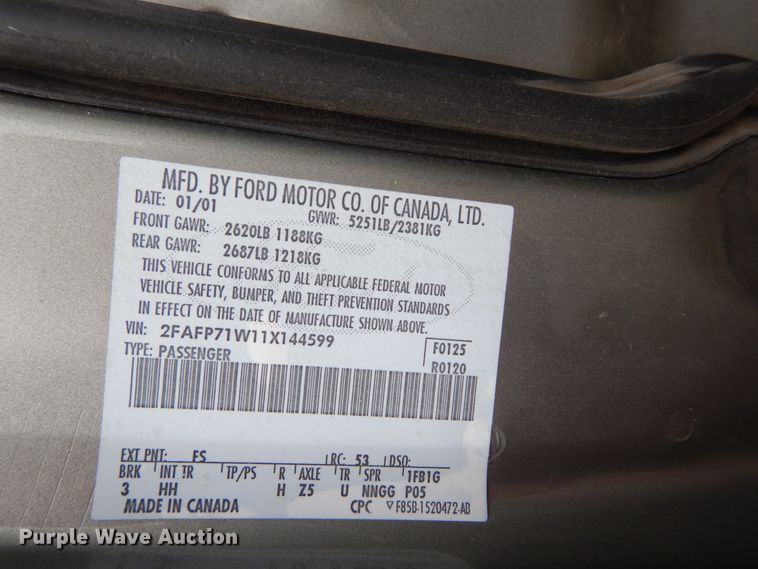 MFD. BY FORD MOTOR CO. OF CANADA, LTD.
DATE: 01/01 GVWR: 5251LB/2381KG
FRONT GAWR: 2620LB 1188KG
REAR GAWR: 2687LB 1218KG
THIS VEHICLE CONFORMS TO ALL APPLICABLE FEDERAL MOTOR
VEHICLE SAFETY, BUMPER, AND THEFT PREVENTION STANDARDS
IN EFFECT ON THE DATE OF MANUFACTURE SHOWN ABOVE.
VIN: 2FAFP71W11X144599 F0125
TYPE: PASSENGER R0120
EXT PNT: FS RC: 53 DSO:
BRK INT TR TP/PS R AXLE TR SPR 1FB1G
3 HH H Z5 U NNGG P05
MADE IN CANADA CPC F85B-1520472-AB
Purple Wave Auction